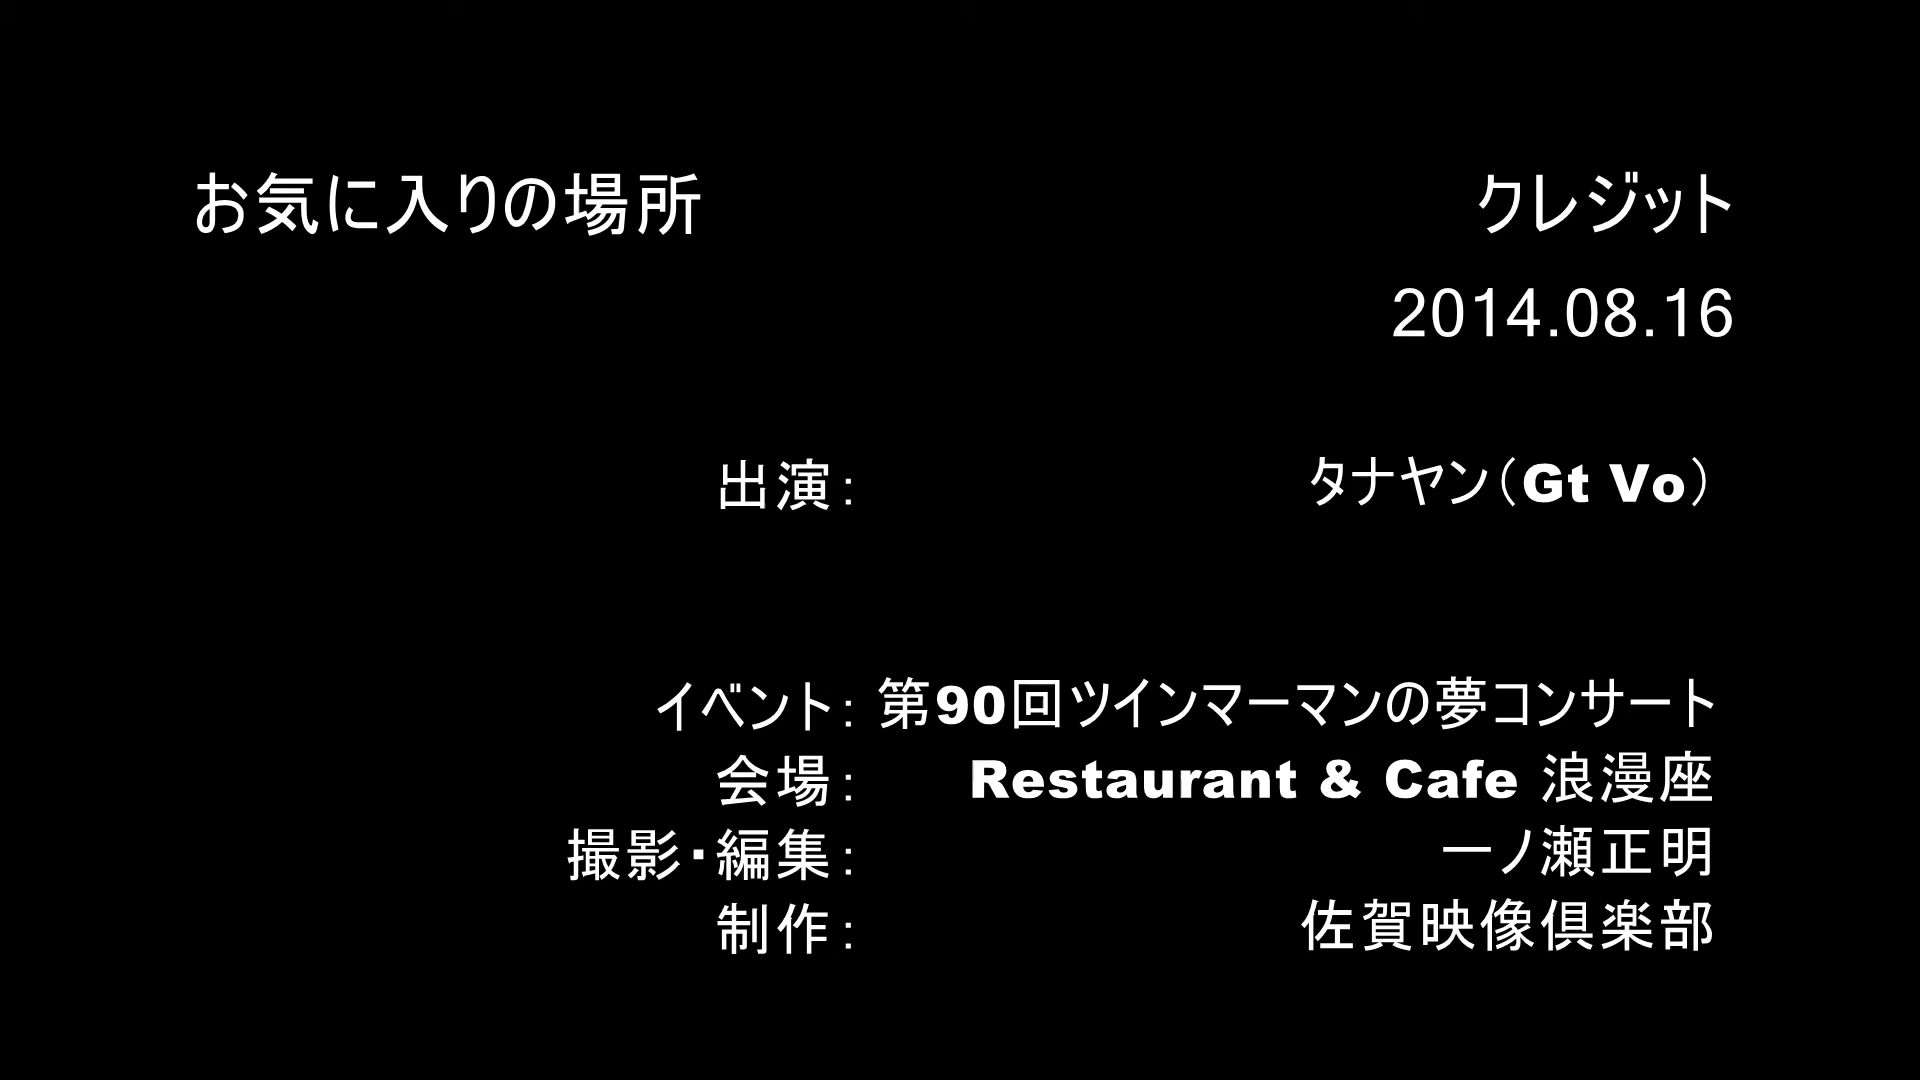 お気に入りの場所 クレジット
2014.08.16
出演： タナヤン（Gt Vo）
イベント： 第90回ツインマーマンの夢コンサート
会場： Restaurant & Cafe 浪漫座
撮影・編集： 一ノ瀬正明
制作： 佐賀映像倶楽部